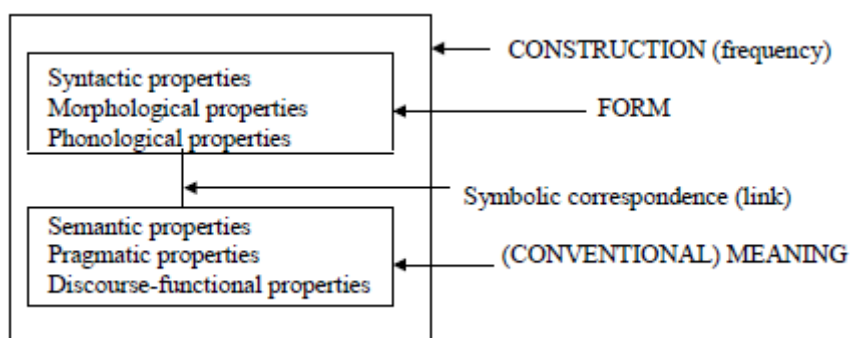 CONSTRUCTION (frequency)
Syntactic properties
Morphological properties
FORM
Phonological properties
Symbolic correspondence (link)
Semantic properties
Pragmatic properties
(CONVENTIONAL) MEANING
Discourse-functional properties